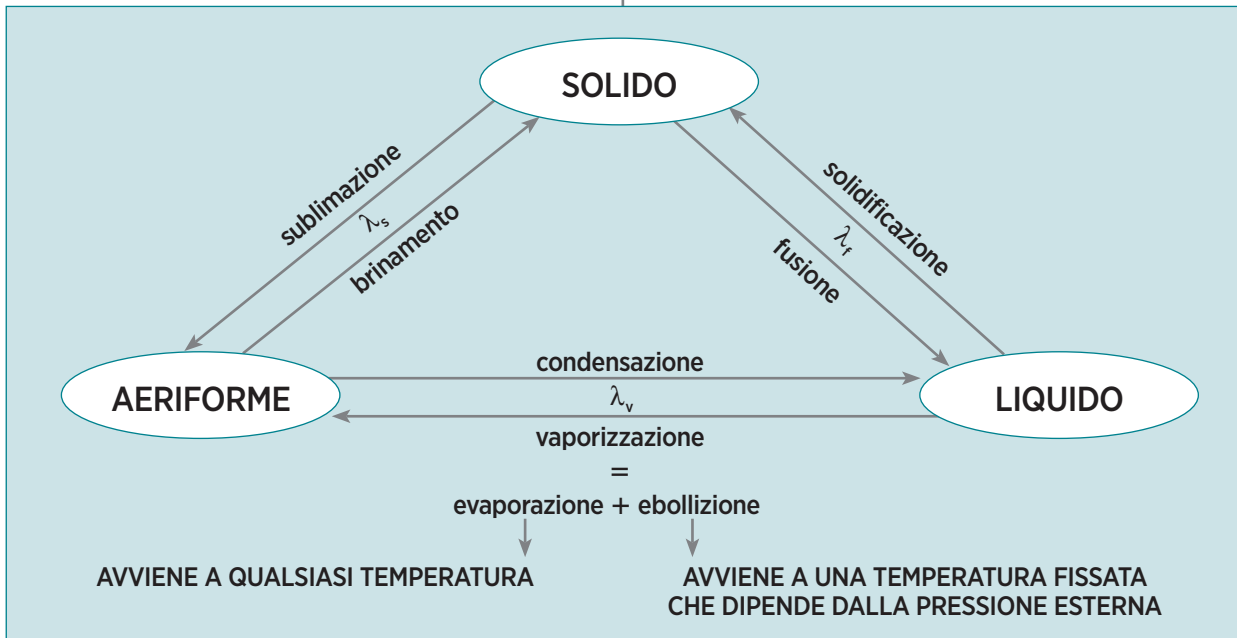 SOLIDO
sublimazione
λs
brinamento
solidificazione
λf
fusione
AERIFORME
condensazione
λv
vaporizzazione
=
evaporazione + ebollizione
LIQUIDO
AVVIENE A QUALSIASI TEMPERATURA
AVVIENE A UNA TEMPERATURA FISSATA
CHE DIPENDE DALLA PRESSIONE ESTERNA